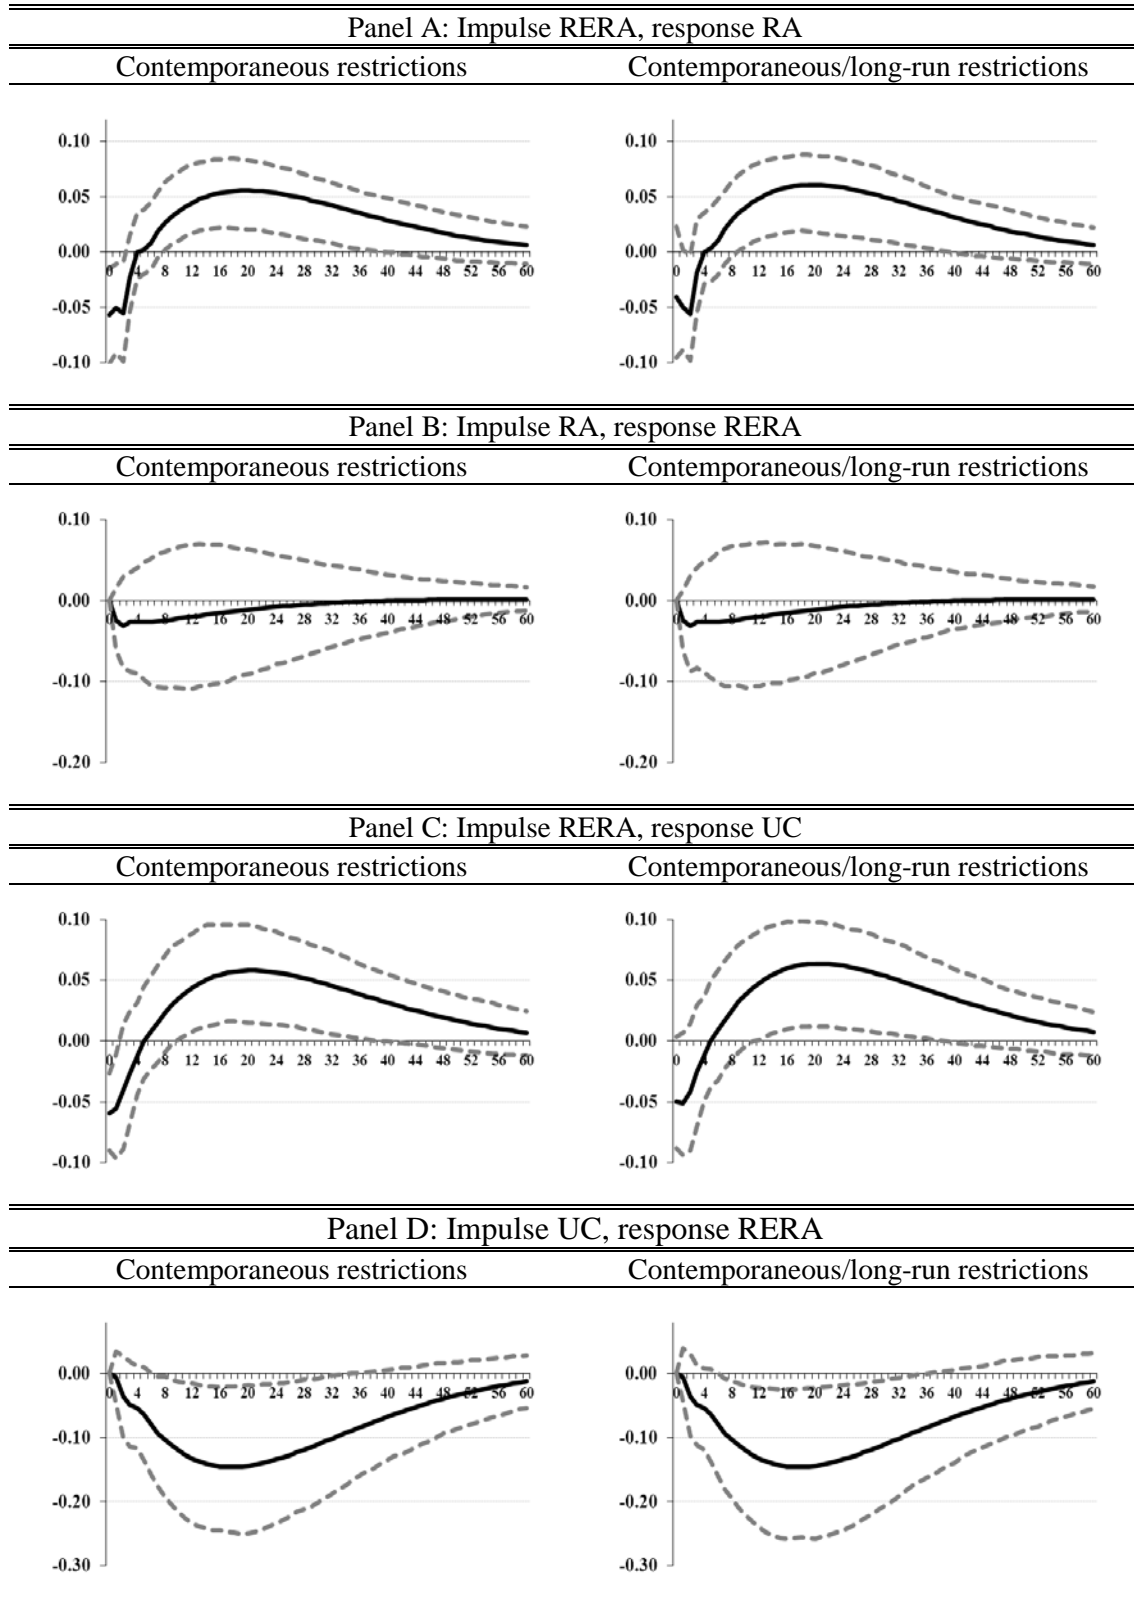 Panel A: Impulse RERA, response RA
Contemporaneous restrictions Contemporaneous/long-run restrictions
0.10
0.05
0.00
-0.05
-0.10
0 4 8 12 16 20 24 28 32 36 40 44 48 52 56 60
0.10
0.05
0.00
-0.05
-0.10
0 4 8 12 16 20 24 28 32 36 40 44 48 52 56 60
Panel B: Impulse RA, response RERA
Contemporaneous restrictions Contemporaneous/long-run restrictions
0.10
0.00
-0.10
-0.20
0 4 8 12 16 20 24 28 32 36 40 44 48 52 56 60
0.10
0.00
-0.10
-0.20
0 4 8 12 16 20 24 28 32 36 40 44 48 52 56 60
Panel C: Impulse RERA, response UC
Contemporaneous restrictions Contemporaneous/long-run restrictions
0.10
0.05
0.00
-0.05
-0.10
0 4 8 12 16 20 24 28 32 36 40 44 48 52 56 60
0.10
0.05
0.00
-0.05
-0.10
0 4 8 12 16 20 24 28 32 36 40 44 48 52 56 60
Panel D: Impulse UC, response RERA
Contemporaneous restrictions Contemporaneous/long-run restrictions
0.00
-0.10
-0.20
-0.30
0 4 8 12 16 20 24 28 32 36 40 44 48 52 56 60
0.00
-0.10
-0.20
-0.30
0 4 8 12 16 20 24 28 32 36 40 44 48 52 56 60